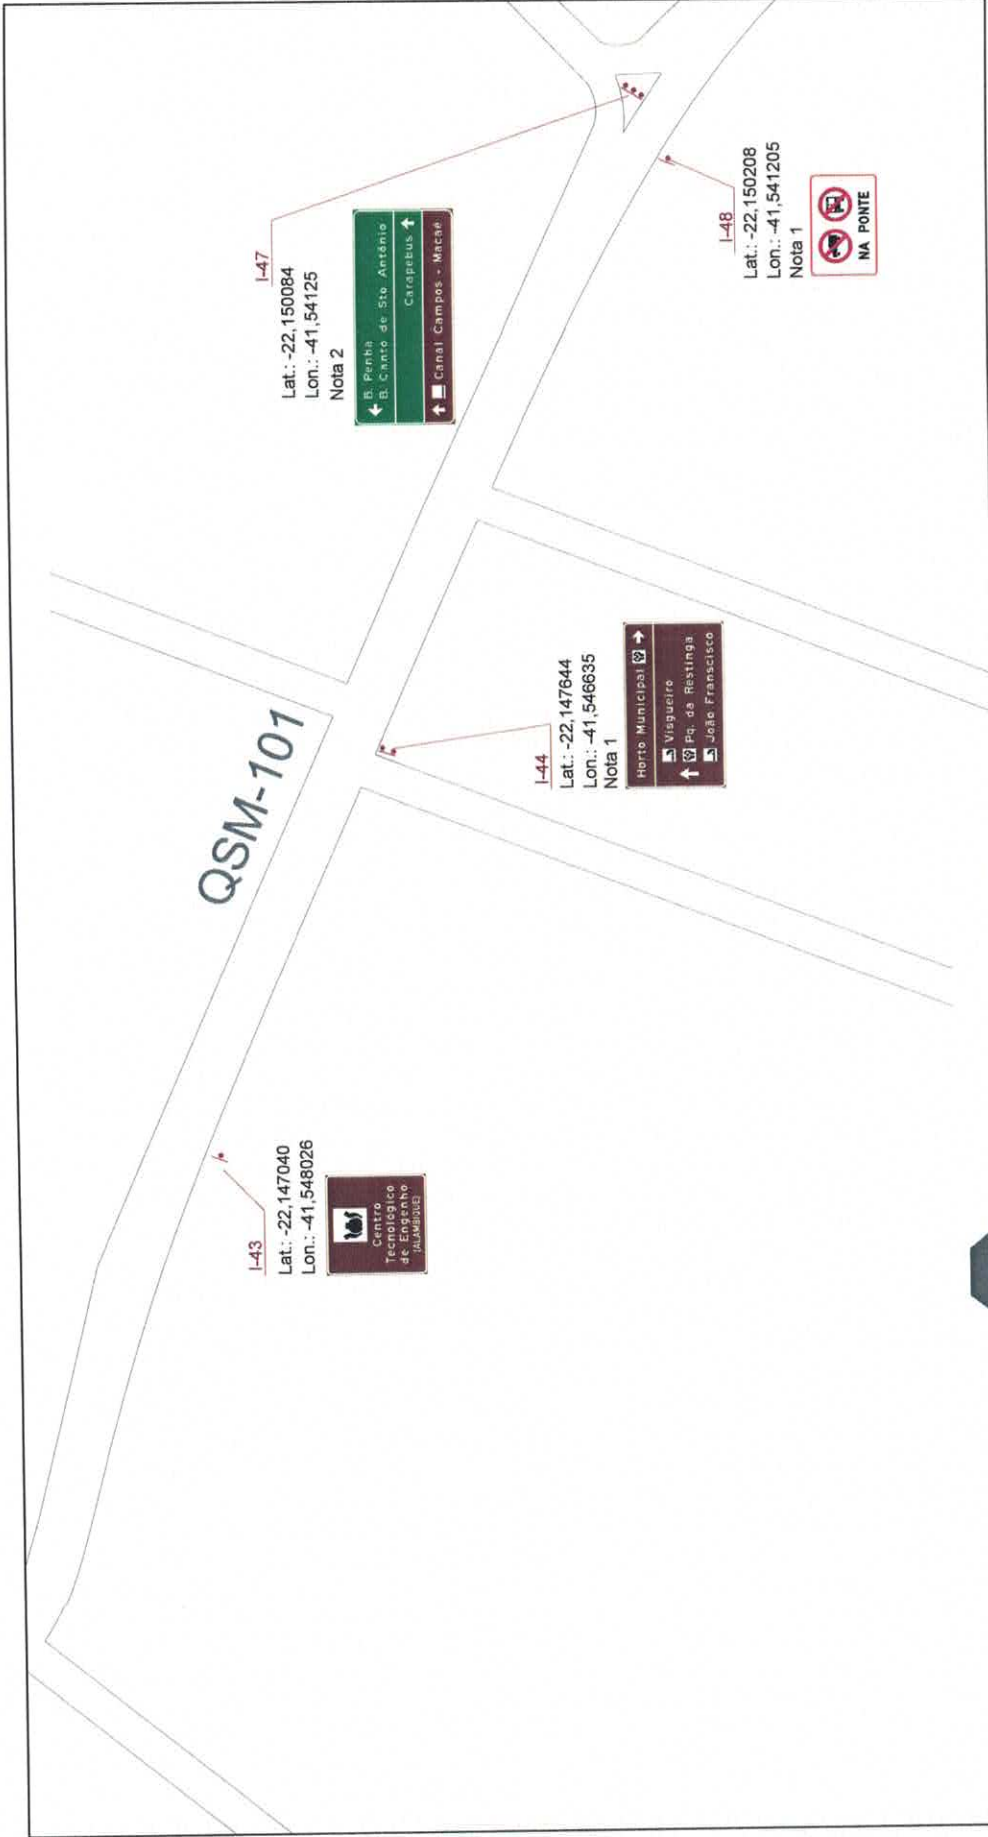 QSM-101
I-43
Lat.: -22,147040
Lon.: -41,548026
Centro
Tecnológico
de Engenho
(ALAMBIQUE)
I-44
Lat.: -22,147644
Lon.: -41,546635
Nota 1
Horto Municipal
Visgueiro
Pq. da Restinga
João Franscisco
I-47
Lat.: -22,150084
Lon.: -41,54125
Nota 2
B. Penha
B. Canto de Sto Antônio
Carapebus
Canal Campos - Macaé
I-48
Lat.: -22,150208
Lon.: -41,541205
Nota 1
NA PONTE